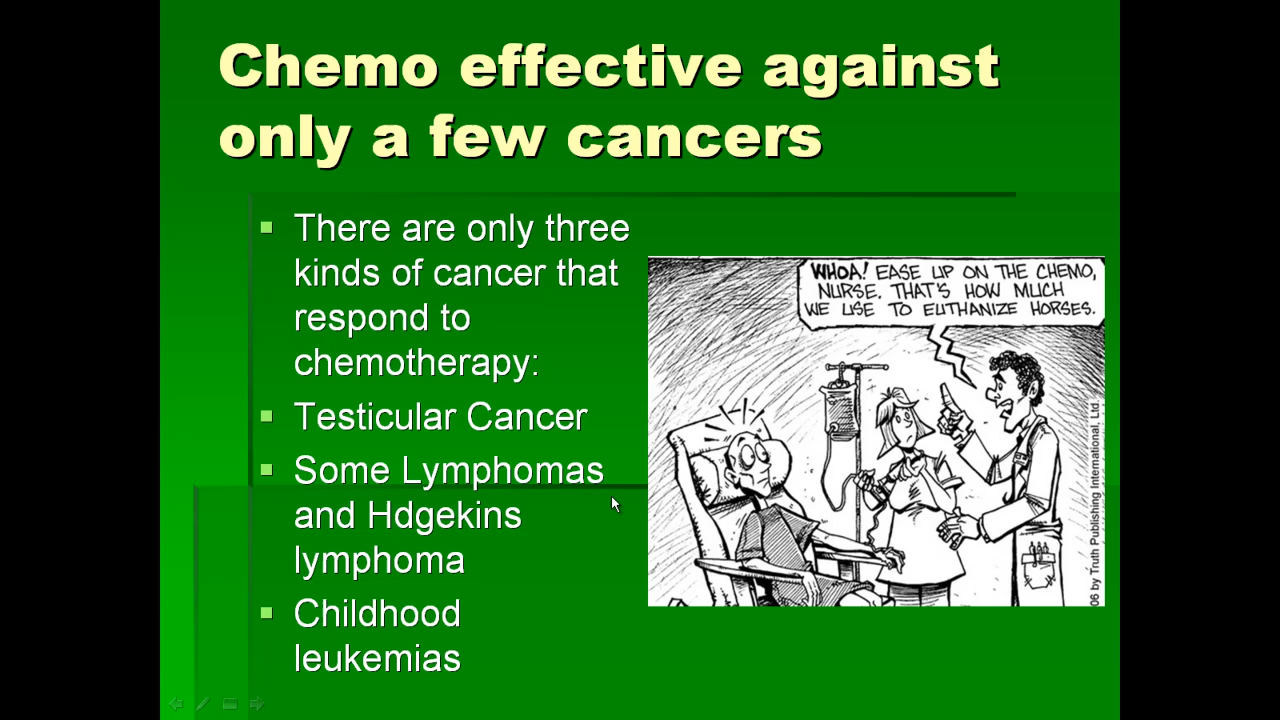 Chemo effective against
only a few cancers
There are only three
kinds of cancer that
respond to
chemotherapy:
Testicular Cancer
Some Lymphomas
and Hdgekins
lymphoma
Childhood
leukemias
WHOA! EASE UP ON THE CHEMO,
NURSE. THAT'S HOW MUCH
WE USE TO EUTHANIZE HORSES.
06 by Truth Publishing International, Ltd.